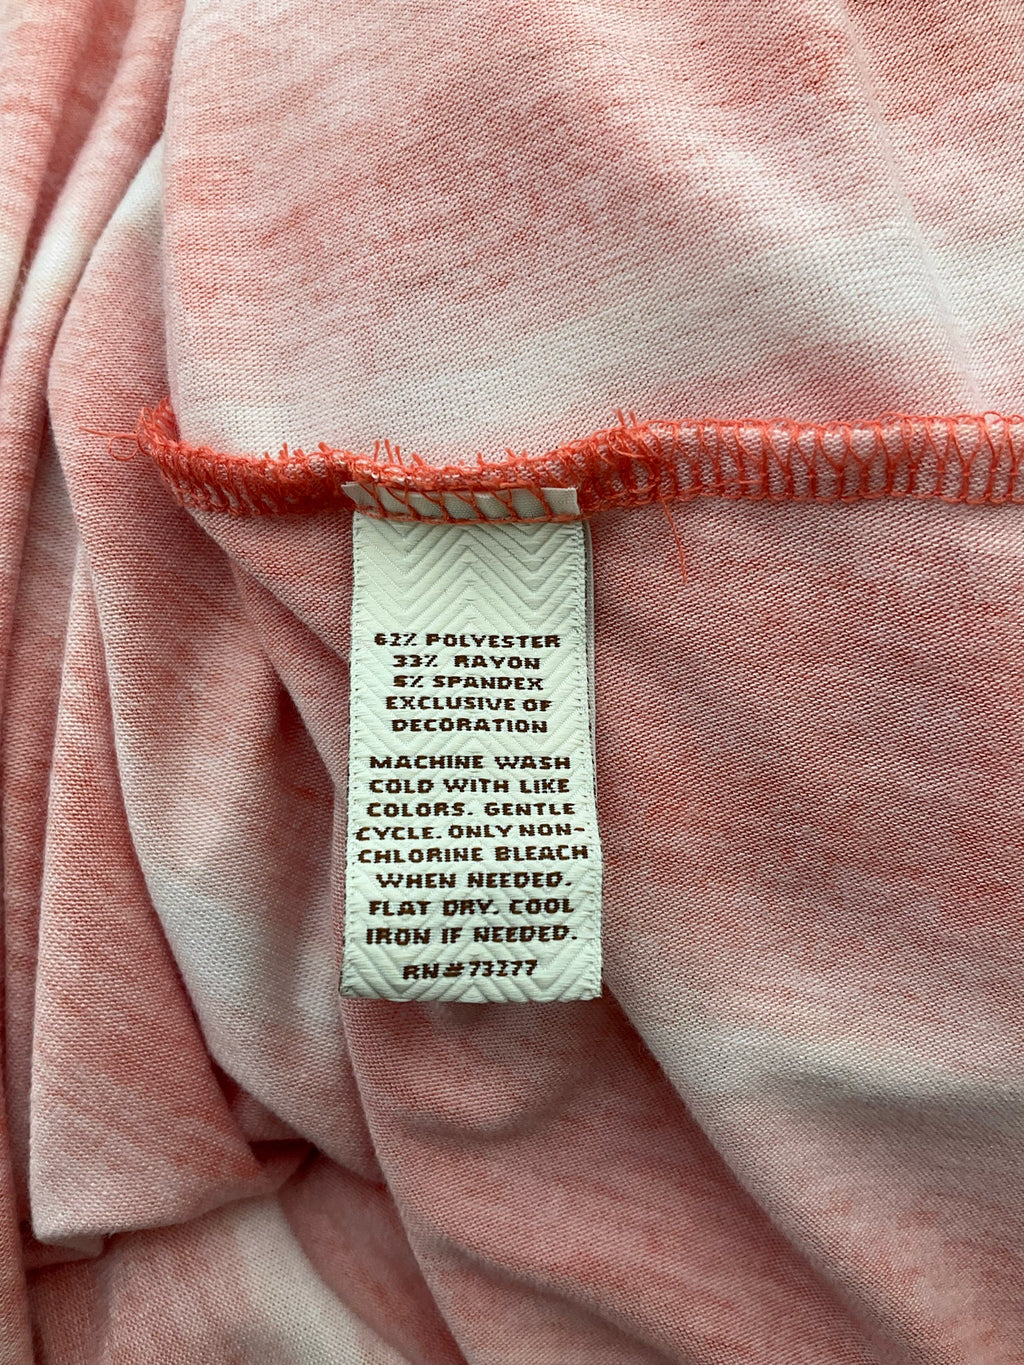 62% POLYESTER
33% RAYON
5% SPANDEX
EXCLUSIVE OF
DECORATION
MACHINE WASH
COLD WITH LIKE
COLORS. GENTLE
CYCLE. ONLY NON-
CHLORINE BLEACH
WHEN NEEDED.
FLAT DRY. COOL
IRON IF NEEDED.
RN#73277